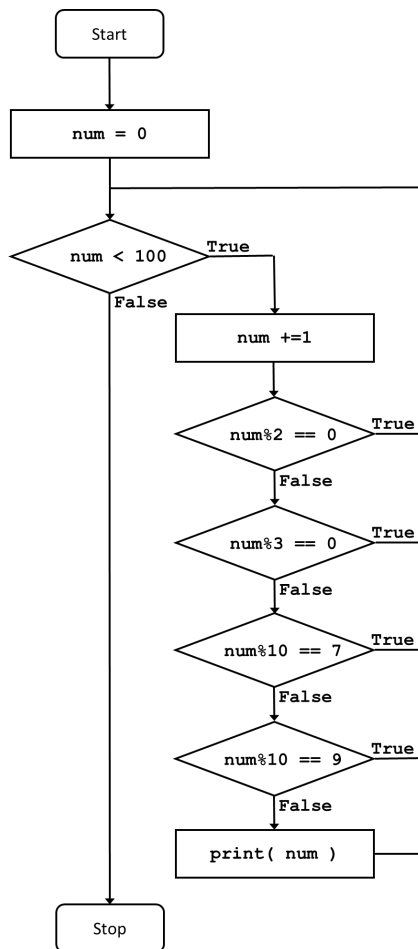 Start
num = 0
num < 100
True
False
num +=1
num%2 == 0
True
False
num%3 == 0
True
False
num%10 == 7
True
False
num%10 == 9
True
False
print( num )
Stop